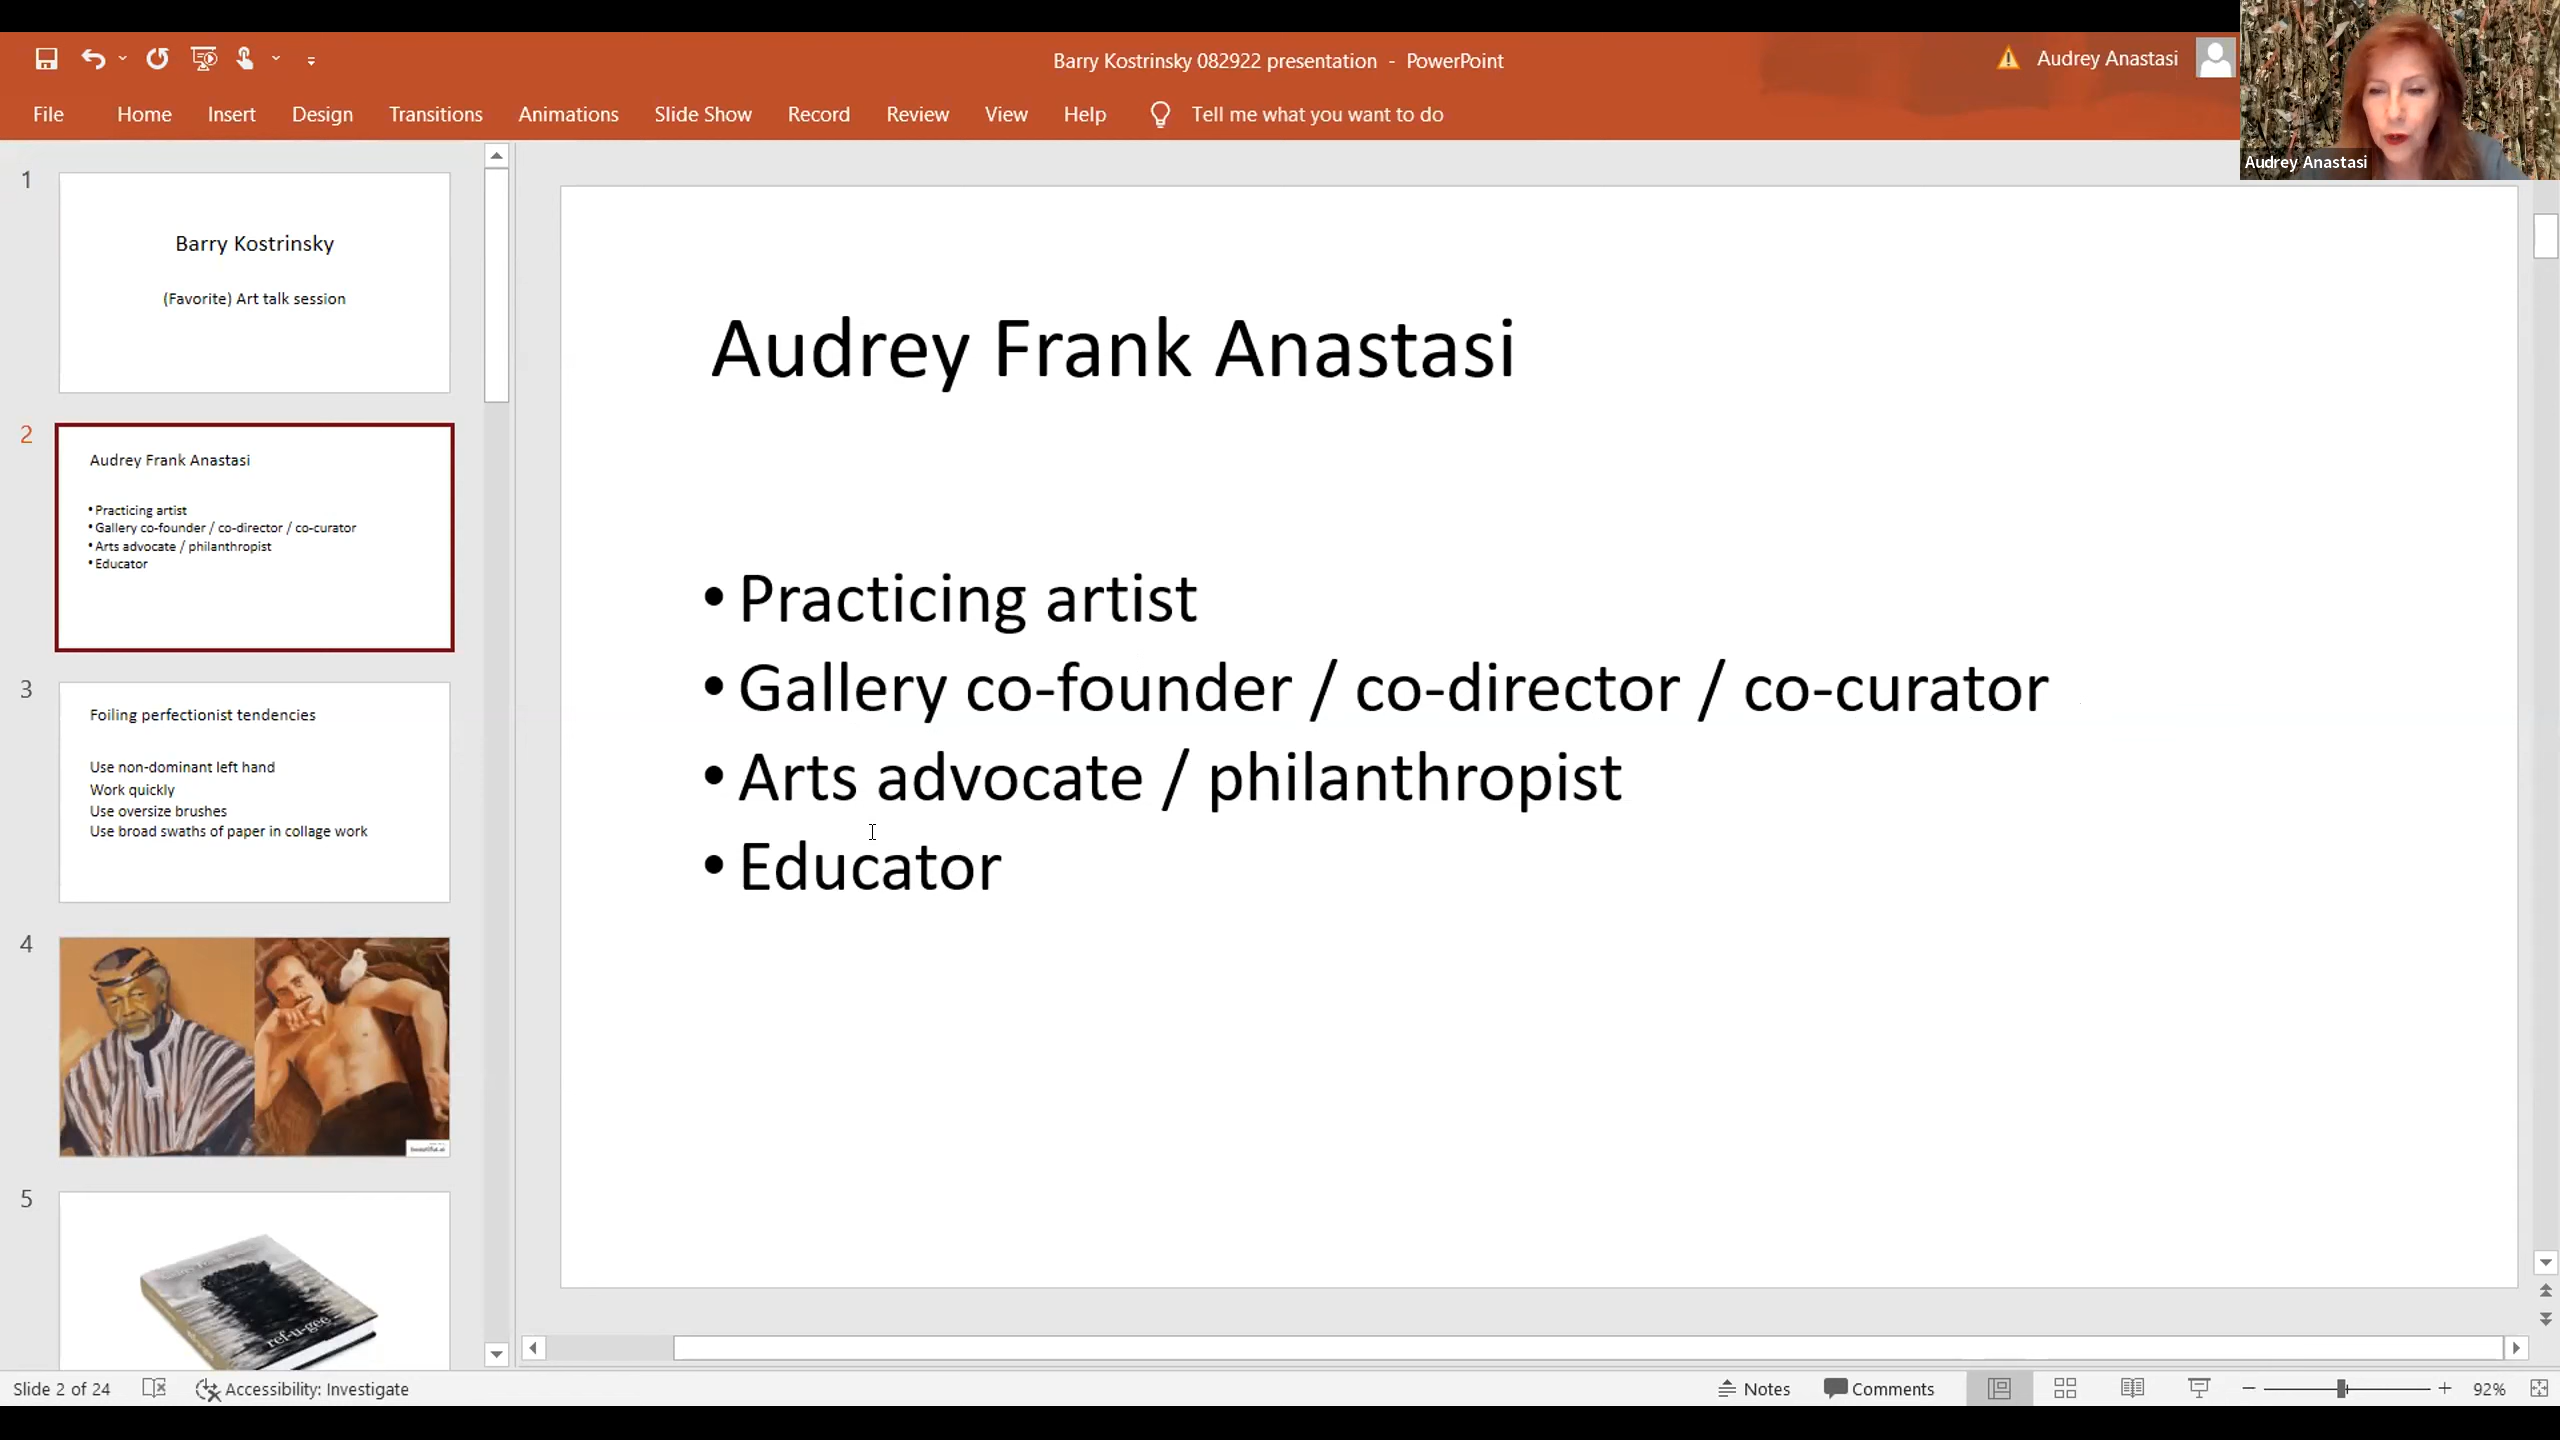 Barry Kostrinsky 082922 presentation - PowerPoint
Audrey Anastasi
Audrey Anastasi
File Home Insert Design Transitions Animations Slide Show Record Review View Help Tell me what you want to do
1
Barry Kostrinsky
(Favorite) Art talk session
2
Audrey Frank Anastasi
• Practicing artist
• Gallery co-founder / co-director / co-curator
• Arts advocate / philanthropist
• Educator
3
Foiling perfectionist tendencies
Use non-dominant left hand
Work quickly
Use oversize brushes
Use broad swaths of paper in collage work
4
beautiful.ai
5
ref-u-gee
Audrey Frank Anastasi
• Practicing artist
• Gallery co-founder / co-director / co-curator
• Arts advocate / philanthropist
• Educator
Slide 2 of 24 Accessibility: Investigate Notes Comments 92%